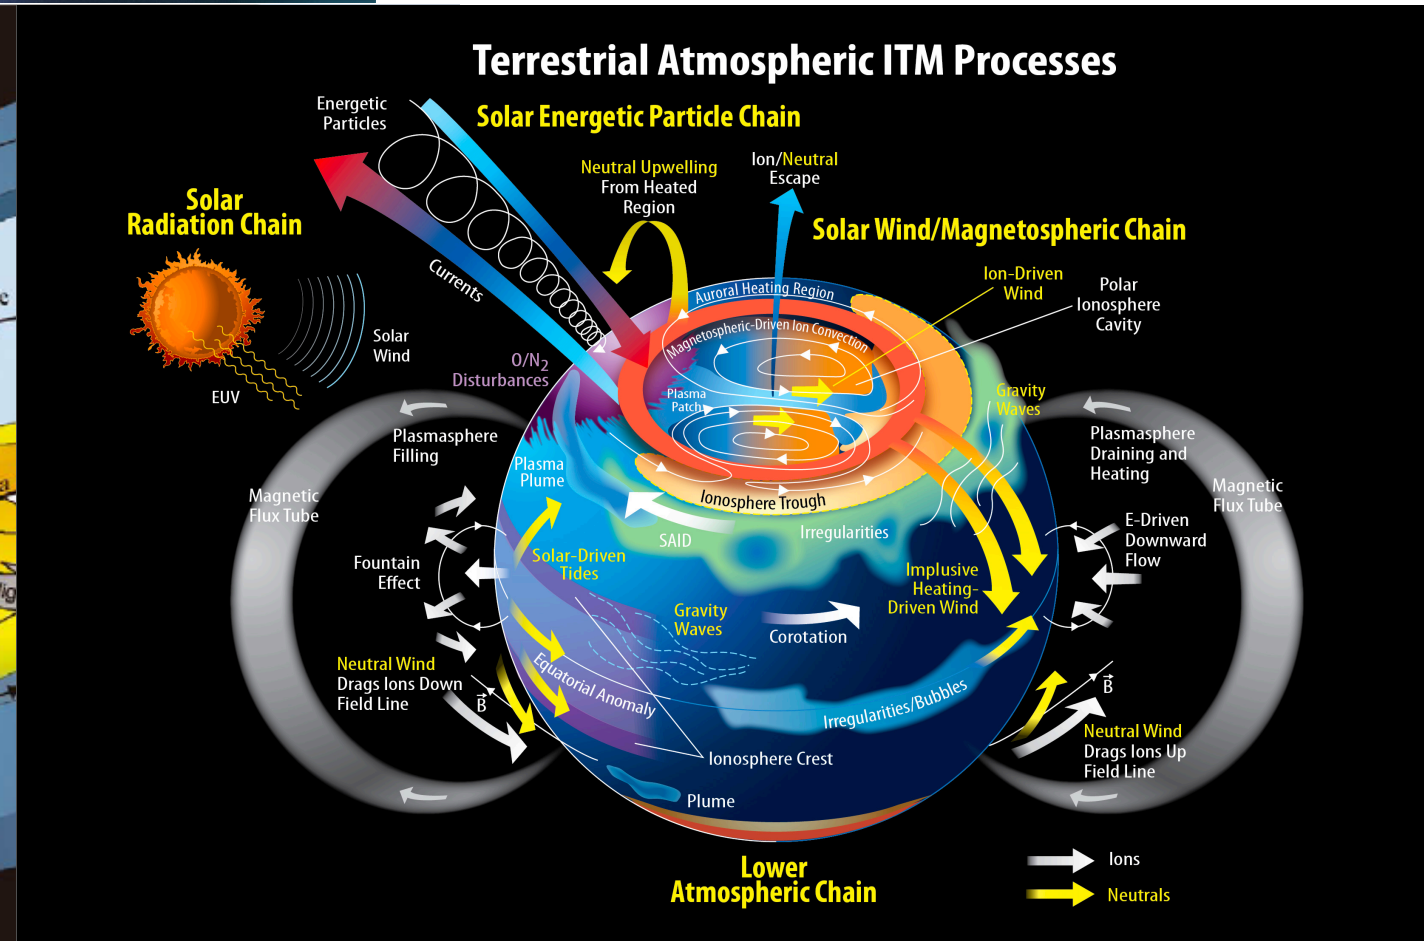 Terrestrial Atmospheric ITM Processes
Energetic
Particles
Solar Energetic Particle Chain
Neutral Upwelling
From Heated
Region
Ion/Neutral
Escape
Solar
Radiation Chain
Solar Wind/Magnetospheric Chain
Currents
Ion-Driven
Wind
Polar
Ionosphere
Cavity
Auroral Heating Region
Magnetospheric-Driven Ion Convection
Solar
Wind
EUV
O/N2
Disturbances
Plasma
Patch
Gravity
Waves
Plasmasphere
Filling
Plasmasphere
Draining and
Heating
Plasma
Plume
Magnetic
Flux Tube
Magnetic
Flux Tube
Ionosphere Trough
SAID
Irregularities
E-Driven
Downward
Flow
Fountain
Effect
Solar-Driven
Tides
Implusive
Heating-
Driven Wind
Gravity
Waves
Corotation
Neutral Wind
Drags Ions Down
Field Line
B
Equatorial Anomaly
Irregularities/Bubbles
B
Neutral Wind
Drags Ions Up
Field Line
Ionosphere Crest
Plume
Lower
Atmospheric Chain
Ions
Neutrals